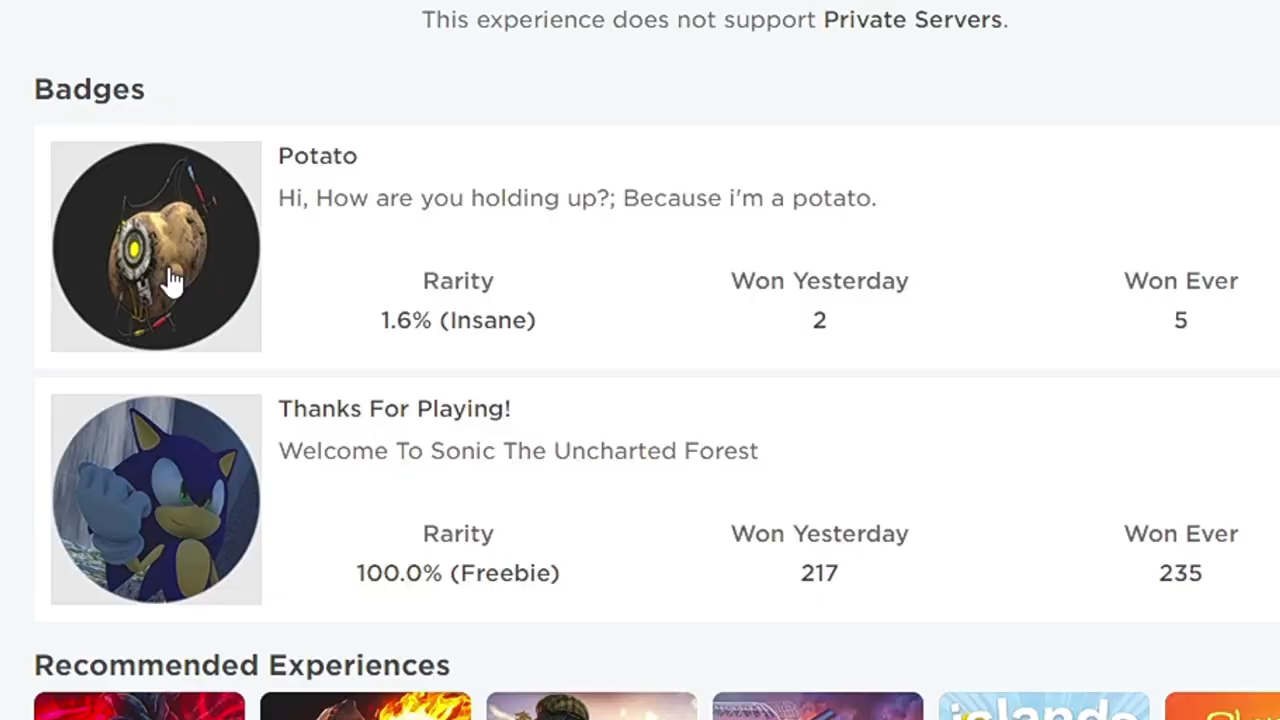 This experience does not support Private Servers.
Badges
Potato
Hi, How are you holding up?; Because i'm a potato.
Rarity Won Yesterday Won Ever
1.6% (Insane) 2 5
Thanks For Playing!
Welcome To Sonic The Uncharted Forest
Rarity Won Yesterday Won Ever
100.0% (Freebie) 217 235
Recommended Experiences
islands